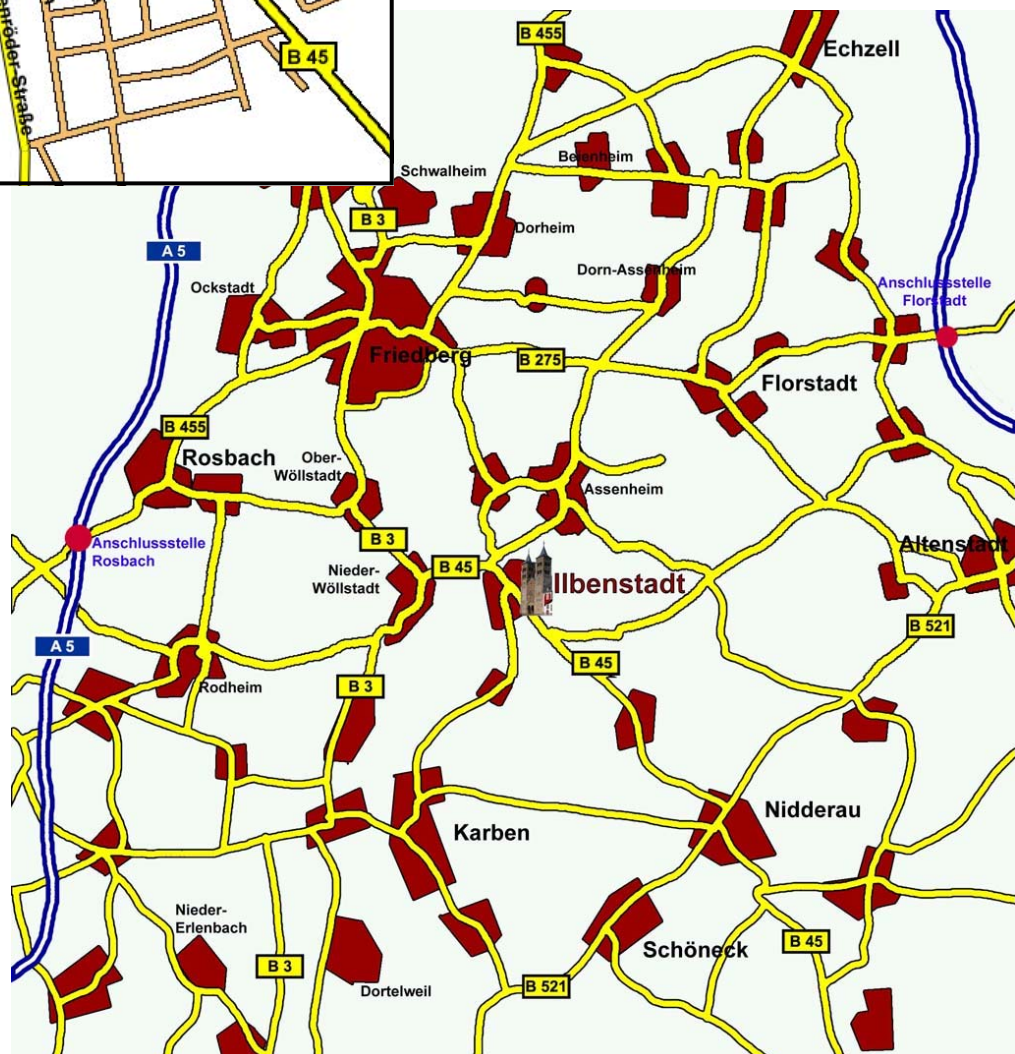 enröder Straße
B 45
B 455
Echzell
Beienheim
Schwalheim
B 3
Dorheim
A 5
Dorn-Assenheim
Ockstadt
Anschlussstelle
Florstadt
Friedberg
B 275
Florstadt
B 455
Rosbach
Ober-
Wöllstadt
Assenheim
B 3
Anschlussstelle
Rosbach
Altenstadt
Nieder-
Wöllstadt
B 45
Ilbenstadt
B 521
A 5
B 45
Rodheim
B 3
Nidderau
Karben
Nieder-
Erlenbach
B 45
Schöneck
B 3
B 521
Dortelweil